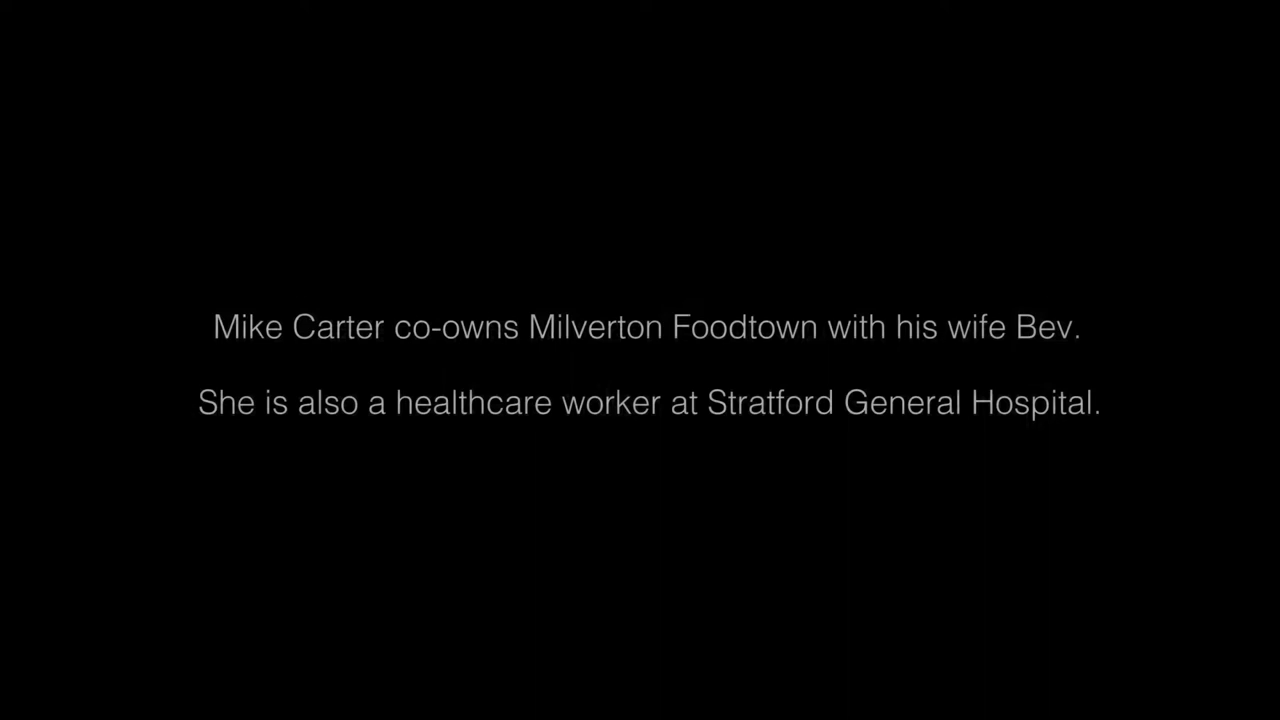 Mike Carter co-owns Milverton Foodtown with his wife Bev.
She is also a healthcare worker at Stratford General Hospital.